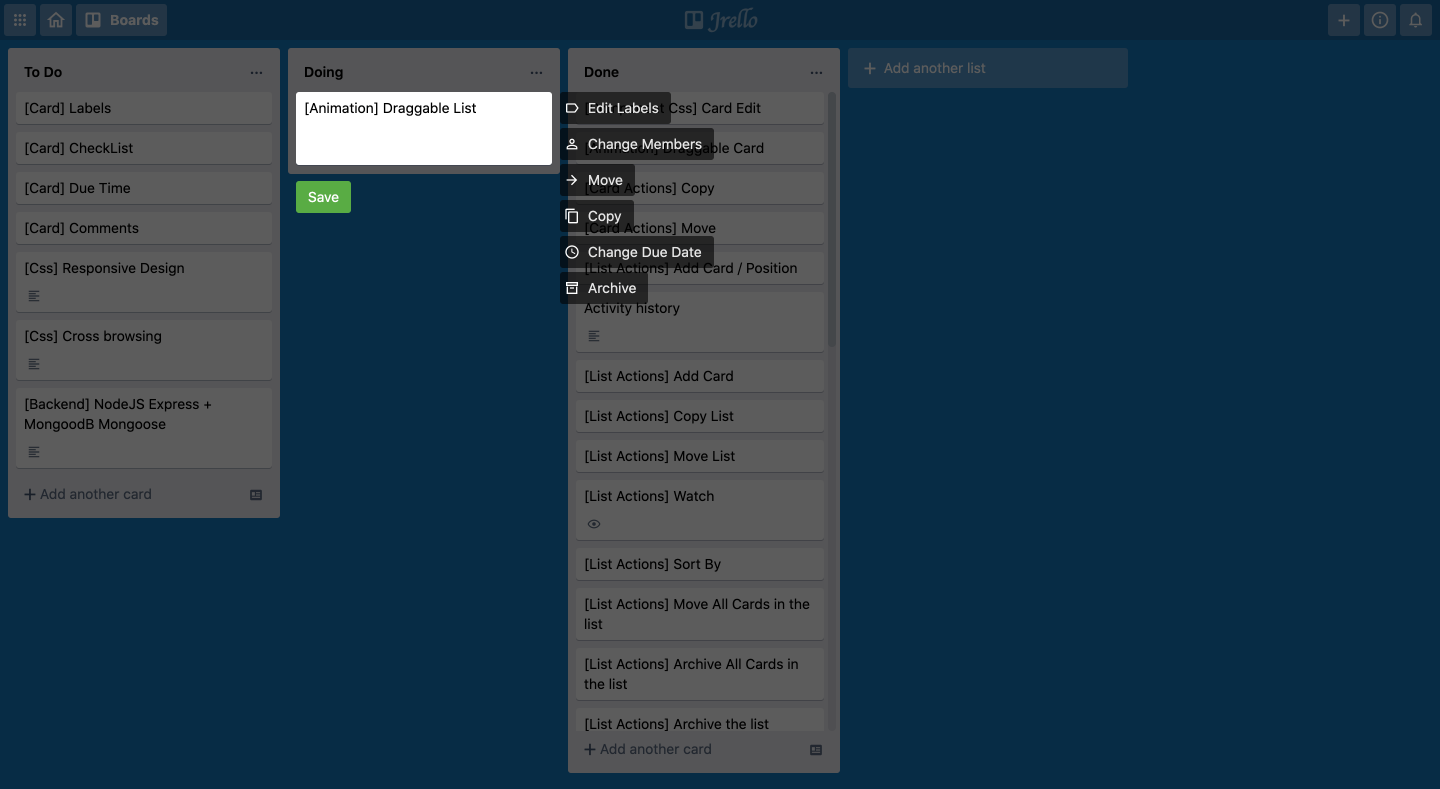 Boards
Jrello
To Do
[Card] Labels
[Card] CheckList
[Card] Due Time
[Card] Comments
[Css] Responsive Design
[Css] Cross browsing
[Backend] NodeJS Express +
MongoodB Mongoose
Add another card
Doing
[Animation] Draggable List
Save
Edit Labels
Change Members
Move
Copy
Change Due Date
Archive
Done
Css] Card Edit
[Animation] Draggable Card
[Card Actions] Copy
[Card Actions] Move
[List Actions] Add Card / Position
Activity history
[List Actions] Add Card
[List Actions] Copy List
[List Actions] Move List
[List Actions] Watch
[List Actions] Sort By
[List Actions] Move All Cards in the
list
[List Actions] Archive All Cards in
the list
[List Actions] Archive the list
Add another card
Add another list